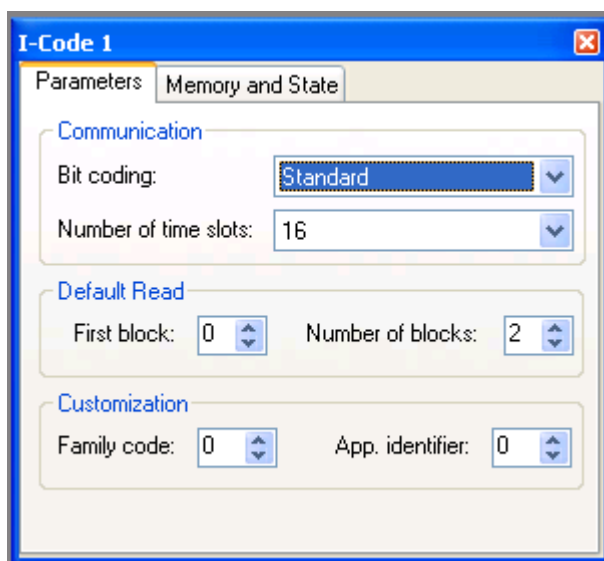 I-Code 1
Parameters Memory and State
Communication
Bit coding: Standard
Number of time slots: 16
Default Read
First block: 0 Number of blocks: 2
Customization
Family code: 0 App. identifier: 0